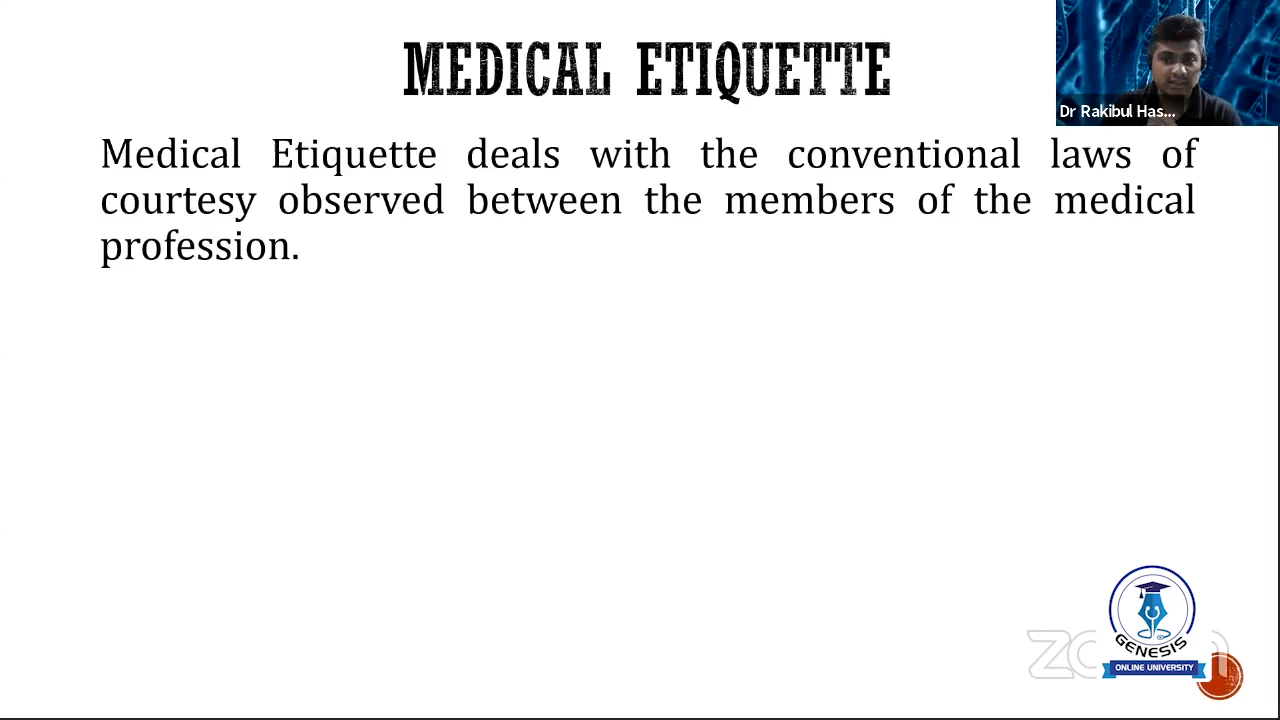 MEDICAL ETIQUETTE
Dr Rakibul Has...
Medical Etiquette deals with the conventional laws of
courtesy observed between the members of the medical
profession.
GENESIS
ONLINE UNIVERSITY